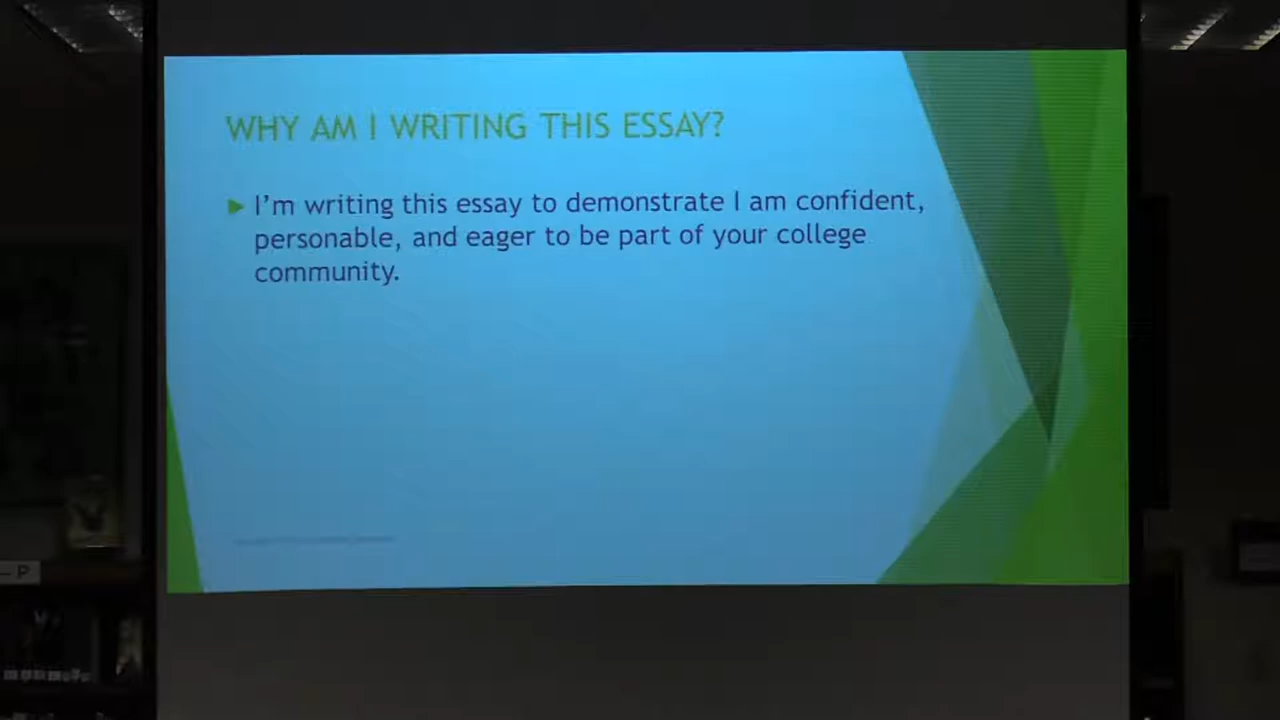 WHY AM I WRITING THIS ESSAY?
I'm writing this essay to demonstrate I am confident,
personable, and eager to be part of your college
community.
– P